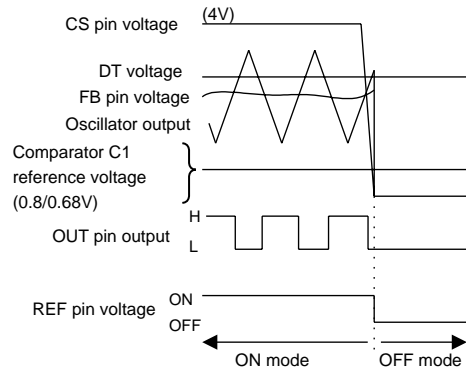 CS pin voltage
(4V)
DT voltage
FB pin voltage
Oscillator output
Comparator C1
reference voltage
(0.8/0.68V)
OUT pin output
H
L
REF pin voltage
ON
OFF
ON mode
OFF mode